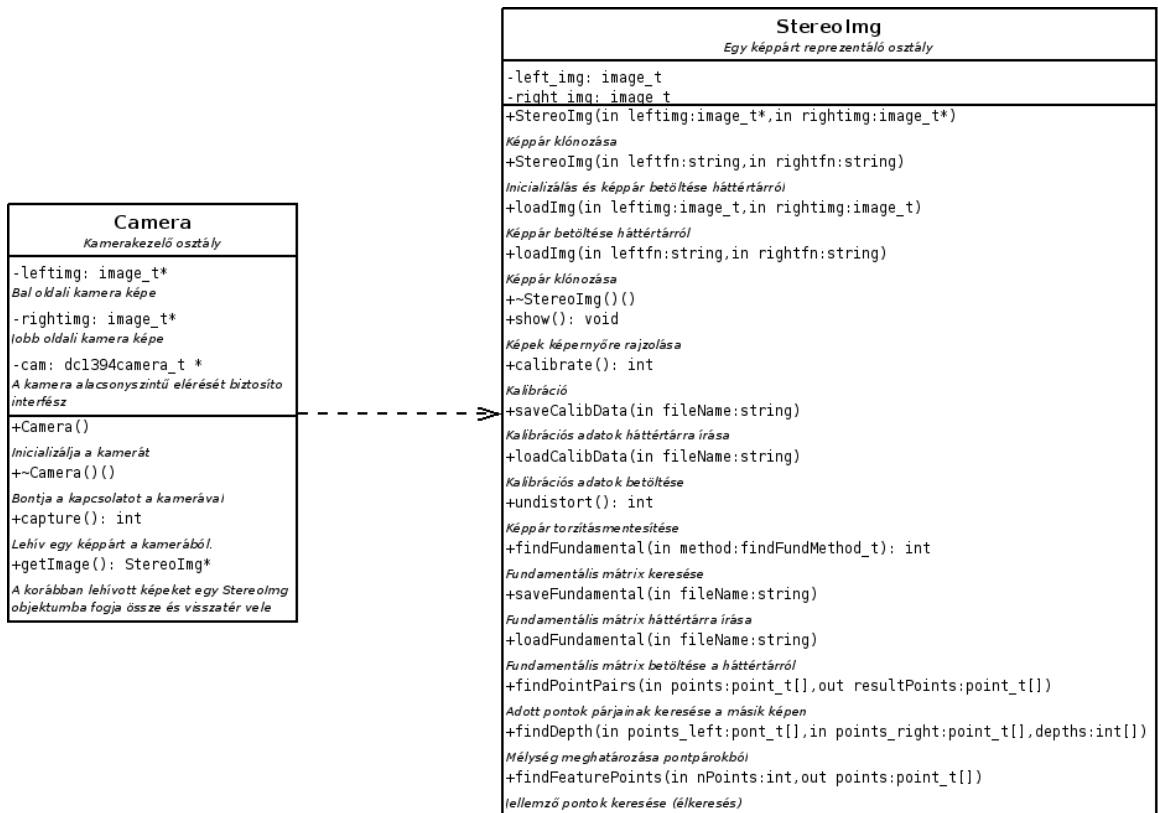 Camera
Kamerakezelő osztály
-leftimg: image_t*
Bal oldali kamera képe
-rightimg: image_t*
Jobb oldali kamera képe
-cam: dc1394camera_t *
A kamera alacsonyszintű elérését biztosíto
interfész
+Camera()
Inicializálja a kamerát
+~Camera()()
Bontja a kapcsolatot a kamerával
+capture(): int
Lehív egy képpárt a kamerából.
+getImage(): StereoImg*
A korábban lehívott képeket egy StereoImg
objektumba fogja össze és visszatér vele
StereoImg
Egy képpárt reprezentáló osztály
-left_img: image_t
-right_img: image_t
+StereoImg(in leftimg:image_t*,in rightimg:image_t*)
Képpár klónozása
+StereoImg(in leftfn:string,in rightfn:string)
Inicializálás és képpár betöltése háttértárról
+loadImg(in leftimg:image_t,in rightimg:image_t)
Képpár betöltése háttértárról
+loadImg(in leftfn:string,in rightfn:string)
Képpár klónozása
+~StereoImg()()
+show(): void
Képek képernyőre rajzolása
+calibrate(): int
Kalibráció
+saveCalibData(in fileName:string)
Kalibrációs adatok háttértárra írása
+loadCalibData(in fileName:string)
Kalibrációs adatok betöltése
+undistort(): int
Képpár torzításmentesítése
+findFundamental(in method:findFundMethod_t): int
Fundamentális mátrix keresése
+saveFundamental(in fileName:string)
Fundamentális mátrix háttértárra írása
+loadFundamental(in fileName:string)
Fundamentális mátrix betöltése a háttértárról
+findPointPairs(in points:point_t[],out resultPoints:point_t[])
Adott pontok párjainak keresése a másik képen
+findDepth(in points_left:pont_t[],in points_right:point_t[],depths:int[])
Mélység meghatározása pontpárokból
+findFeaturePoints(in nPoints:int,out points:point_t[])
Jellemző pontok keresése (élkeresés)